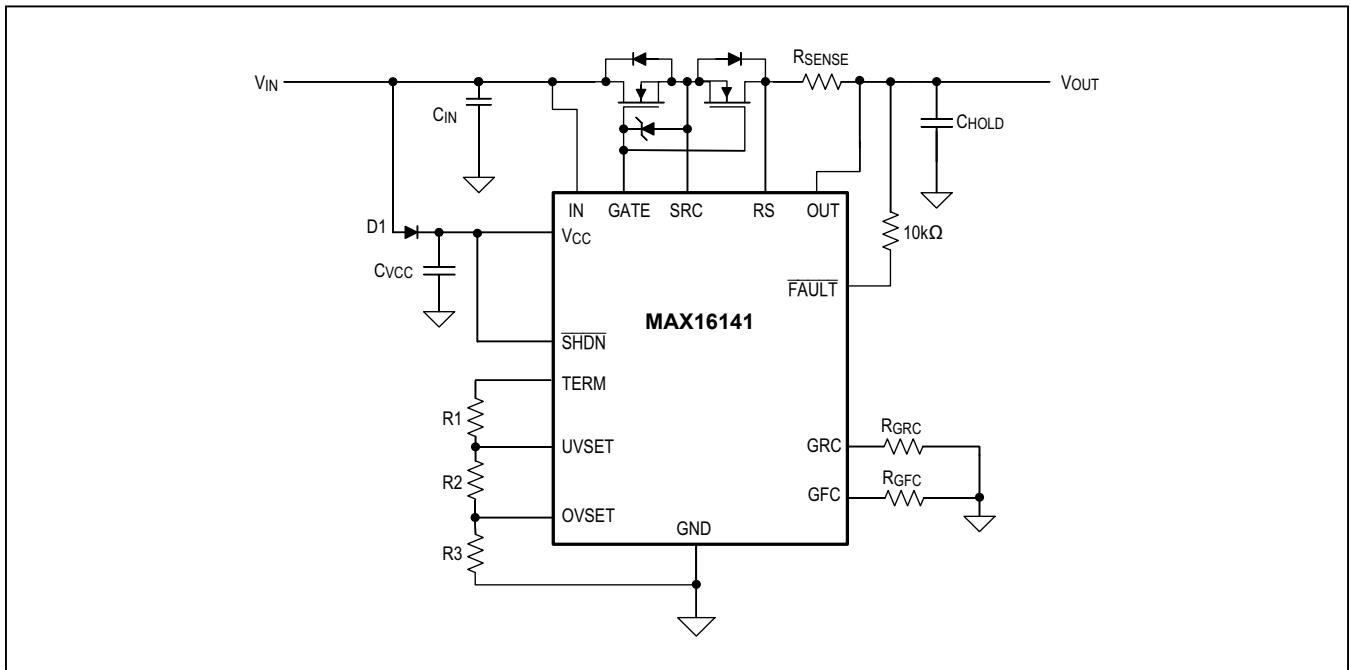 RSENSE
VIN
VOUT
CIN
CHOLD
IN GATE SRC RS OUT
D1
VCC
10kΩ
CVCC
FAULT
MAX16141
SHDN
TERM
R1
UVSET
GRC
RGRC
R2
GFC
RGFC
OVSET
GND
R3